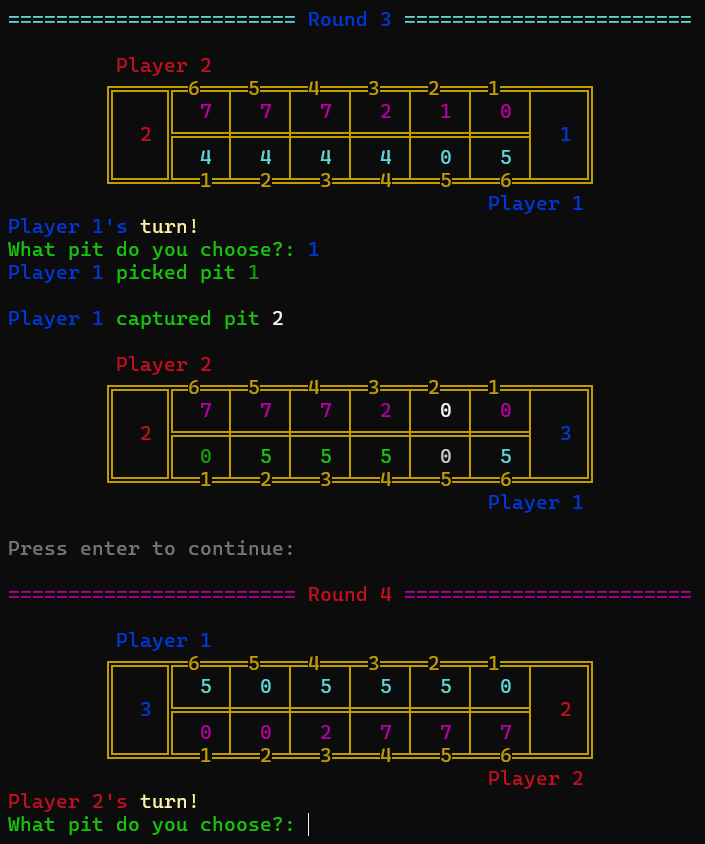 ======================== Round 3 ========================
Player 2
6 5 4 3 2 1
7 7 7 2 1 0
2 1
4 4 4 4 0 5
1 2 3 4 5 6
Player 1
Player 1's turn!
What pit do you choose?: 1
Player 1 picked pit 1
Player 1 captured pit 2
Player 2
6 5 4 3 2 1
7 7 7 2 0 0
2 3
0 5 5 5 0 5
1 2 3 4 5 6
Player 1
Press enter to continue:
======================== Round 4 ========================
Player 1
6 5 4 3 2 1
5 0 5 5 5 0
3 2
0 0 2 7 7 7
1 2 3 4 5 6
Player 2
Player 2's turn!
What pit do you choose?: